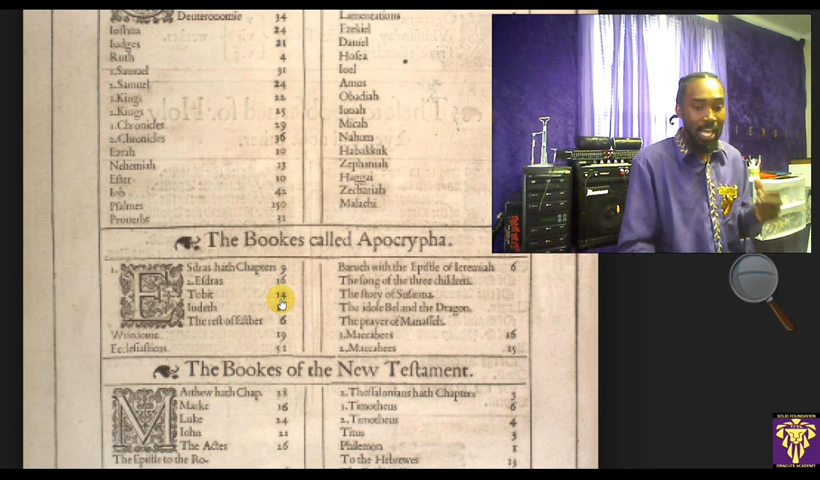 Deuteronomie 34
Ioshua 24
Iudges 21
Ruth 4
1.Samuel 31
2.Samuel 24
1.Kings 22
2.Kings 25
1.Chronicles 29
2.Chronicles 36
Ezrah 10
Nehemiah 13
Ester 10
Iob 42
Psalmes 150
Prouerbs 31
Lamentations
Ezekiel
Daniel
Hosea
Ioel
Amos
Obadiah
Ionah
Micah
Nahum
Habakkuk
Zephaniah
Haggai
Zechariah
Malachi
The Bookes called Apocrypha.
1. ESdras hath Chapters 9
2.Esdras 16
Tobit 14
Iudeth
The rest of Esther 6
Wisedome 19
Ecclesiasticus 51
Baruch with the Epistle of Ieremiah 6
The song of the three children.
The story of Susanna.
The idole Bel and the Dragon.
The prayer of Manasseh.
1.Maccabees 16
2.Maccabees 15
The Bookes of the New Testament.
MAtthew hath Chap. 28
Marke 16
Luke 24
Iohn 21
The Actes 28
The Epistle to the Ro-
2.Thessalonians hath Chapters 3
1.Timotheus 6
2.Timotheus 4
Titus 3
Philemon 1
To the Hebrewes 13
SOLID FOUNDATION
ISRAELITE ACADEMY